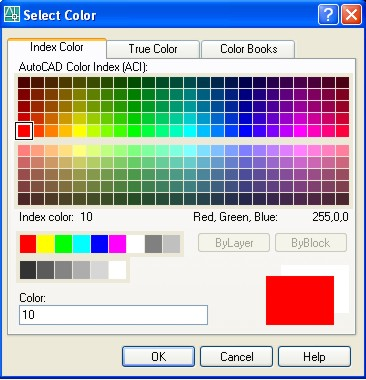 Select Color
Index Color True Color Color Books
AutoCAD Color Index (ACI):
Index color: 10 Red, Green, Blue: 255,0,0
ByLayer ByBlock
Color:
10
OK Cancel Help